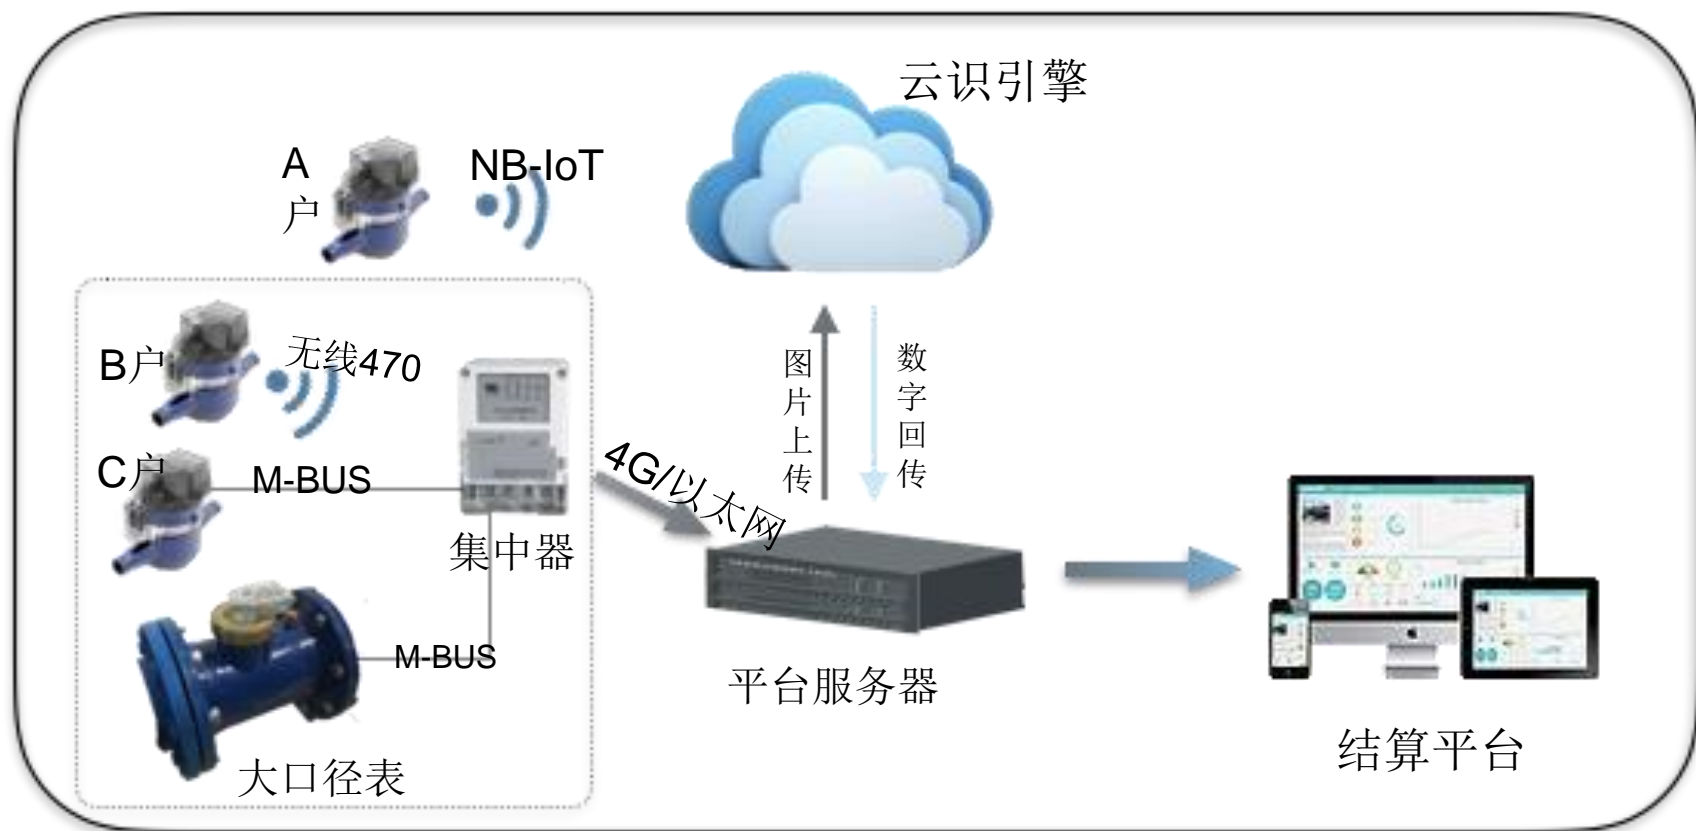 云识引擎
A
户
NB-IoT
B户
无线470
C户
M-BUS
集中器
4G/以太网
图片上传
数字回传
M-BUS
大口径表
平台服务器
结算平台